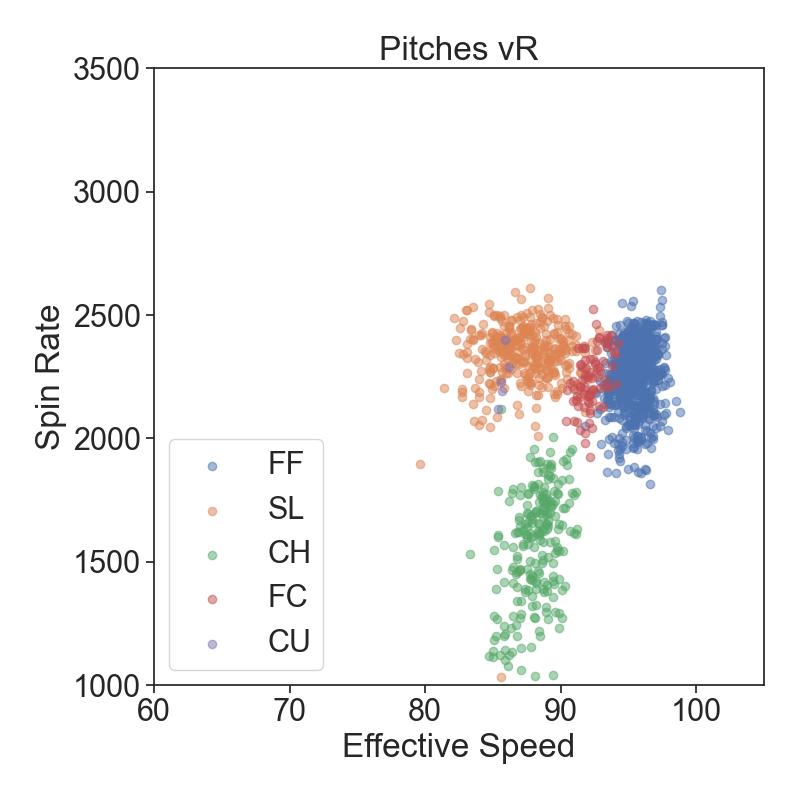 Pitches vR
3500
3000
2500
2000
1500
1000
Spin Rate
FF
SL
CH
FC
CU
60 70 80 90 100
Effective Speed